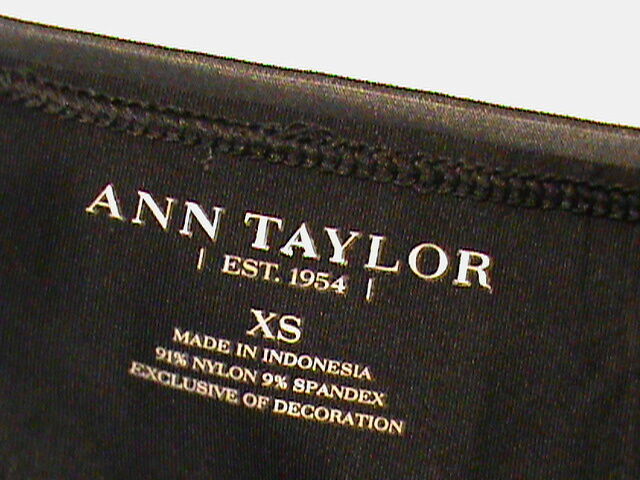 ANN TAYLOR
| EST. 1954 |
XS
MADE IN INDONESIA
91% NYLON 9% SPANDEX
EXCLUSIVE OF DECORATION